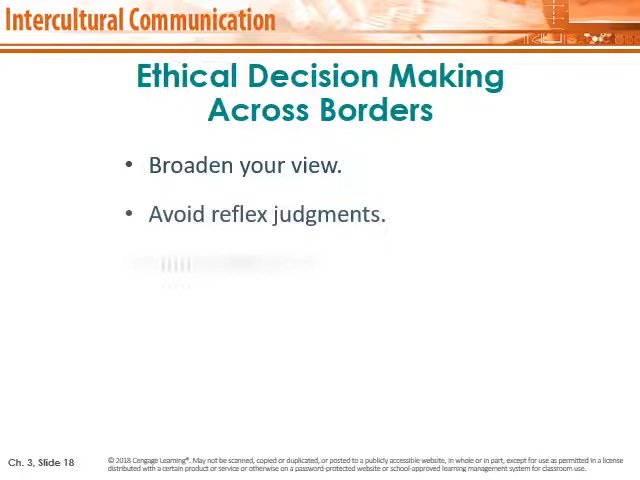 Intercultural Communication
Ethical Decision Making
Across Borders
• Broaden your view.
• Avoid reflex judgments.
Ch. 3, Slide 18
© 2018 Cengage Learning®. May not be scanned, copied or duplicated, or posted to a publicly accessible website, in whole or in part, except for use as permitted in a license
distributed with a certain product or service or otherwise on a password-protected website or school-approved learning management system for classroom use.